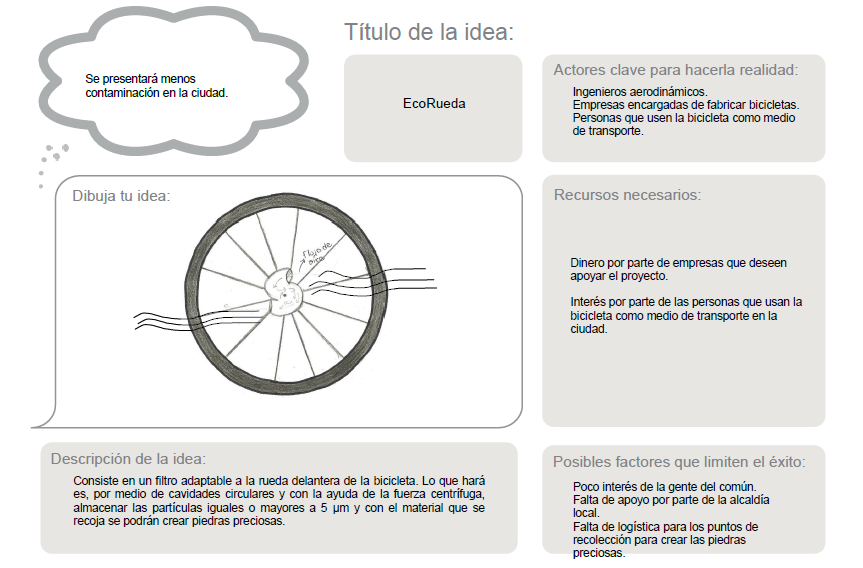 Título de la idea:
Se presentará menos
contaminación en la ciudad.
EcoRueda
Actores clave para hacerla realidad:
Ingenieros aerodinámicos.
Empresas encargadas de fabricar bicicletas.
Personas que usen la bicicleta como medio
de transporte.
Dibuja tu idea:
flujo de
aire
Recursos necesarios:
Dinero por parte de empresas que deseen
apoyar el proyecto.
Interés por parte de las personas que usan la
bicicleta como medio de transporte en la
ciudad.
Descripción de la idea:
Consiste en un filtro adaptable a la rueda delantera de la bicicleta. Lo que hará
es, por medio de cavidades circulares y con la ayuda de la fuerza centrífuga,
almacenar las partículas iguales o mayores a 5 μm y con el material que se
recoja se podrán crear piedras preciosas.
Posibles factores que limiten el éxito:
Poco interés de la gente del común.
Falta de apoyo por parte de la alcaldía
local.
Falta de logística para los puntos de
recolección para crear las piedras
preciosas.